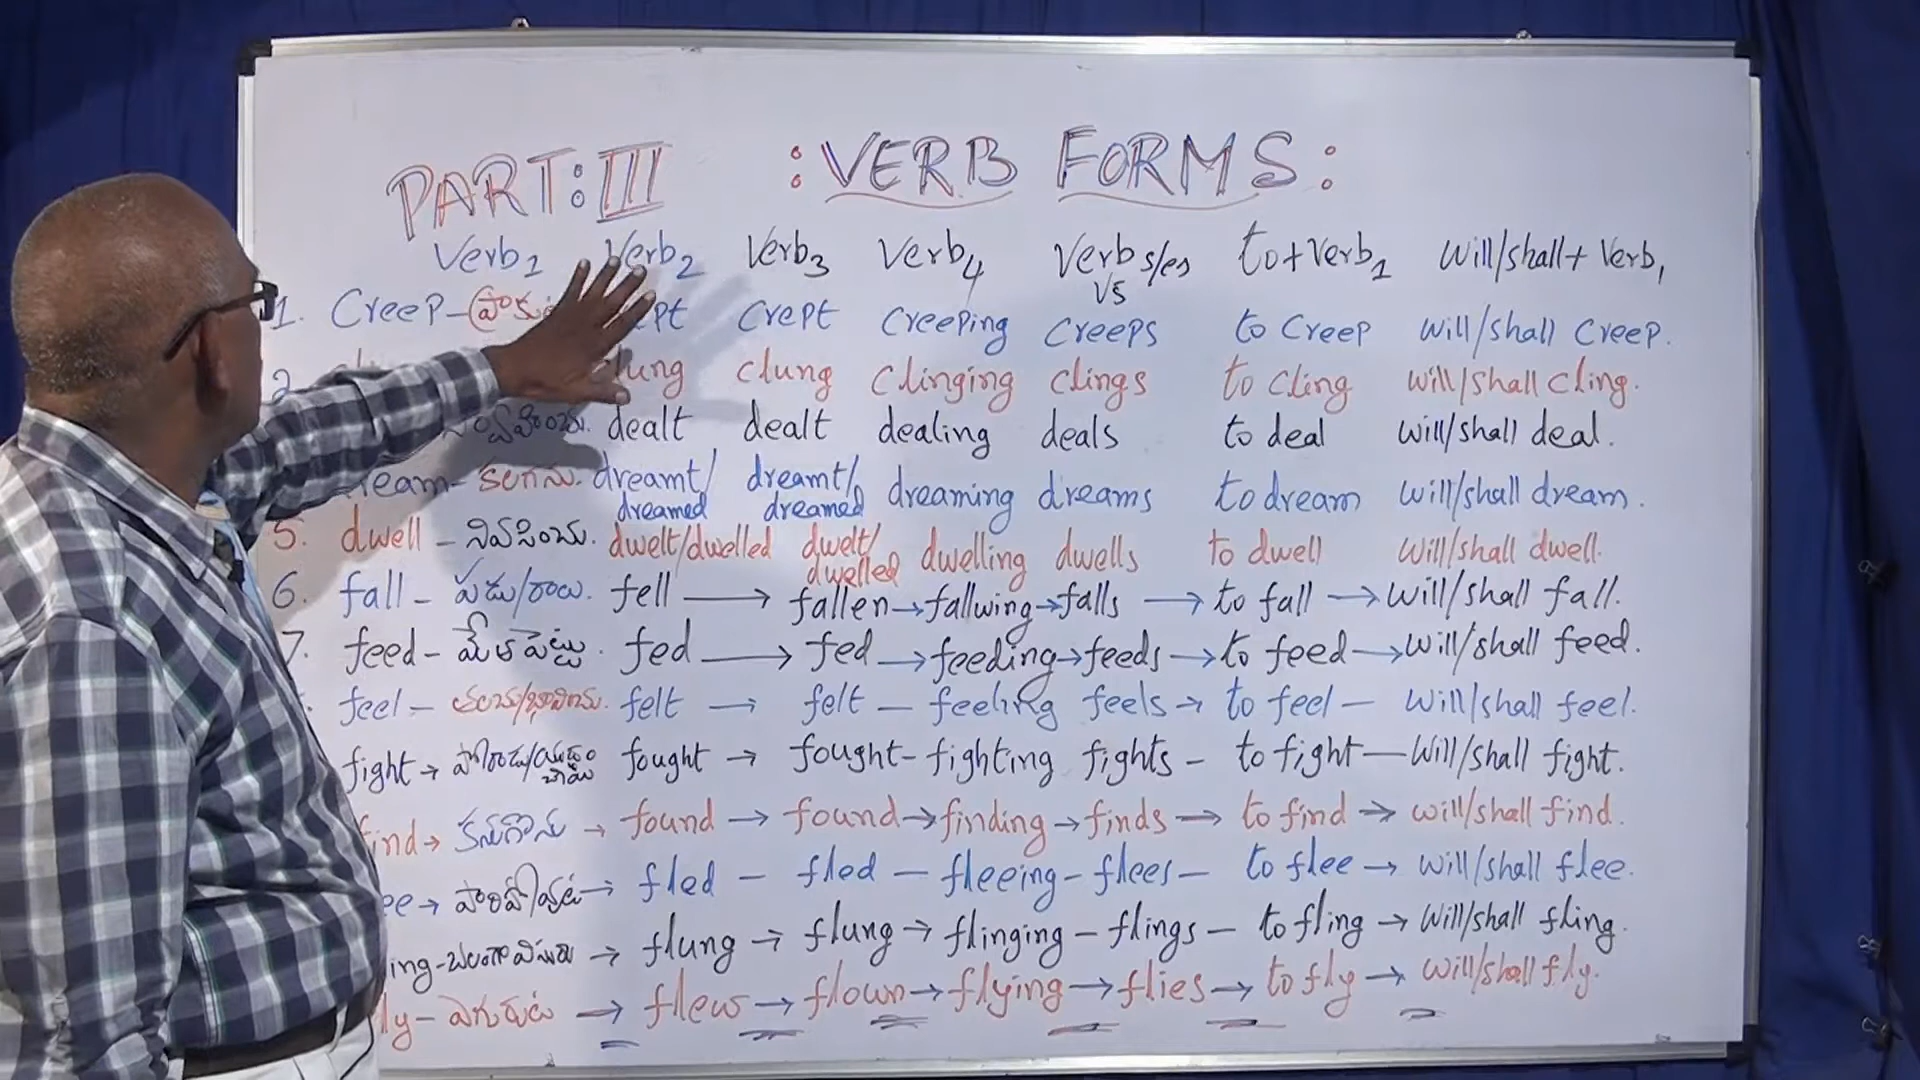 PART:III :VERB FORMS:
Verb1 Verb2 Verb3 Verb4 Verb s/es to+Verb1 Will/shall+ Verb1
V5
1. Creep- crept creeping creeps to creep will/shall creep.
2. clung clinging clings to cling will/shall cling.
dealt dealt dealing deals to deal will/shall deal.
కలగను. dreamt/ dreamt/ dreaming dreams to dream will/shall dream.
dreamed dreamed
5. dwell - నివసించు. dwelt/dwelled dwelt/ dwelling dwells to dwell will/shall dwell.
dwelled
6. fall - పడు/రాలు. fell → fallen→fallwing→falls → to fall → will/shall fall.
7. feed - మేతపెట్టు. fed → fed → feeding→feeds → to feed→will/shall feed.
feel - felt → felt - feeling feels → to feel - will/shall feel.
fight → fought → fought-fighting fights - to fight-Will/shall fight.
find → కనుగొను → found → found→finding→finds → to find → will/shall find.
→ fled - fled - fleeing-flees- to flee → will/shall flee.
→ flung → flung → flinging-flings- to fling → Will/shall fling.
→ flew → flown→flying →flies → to fly → will/shall fly.